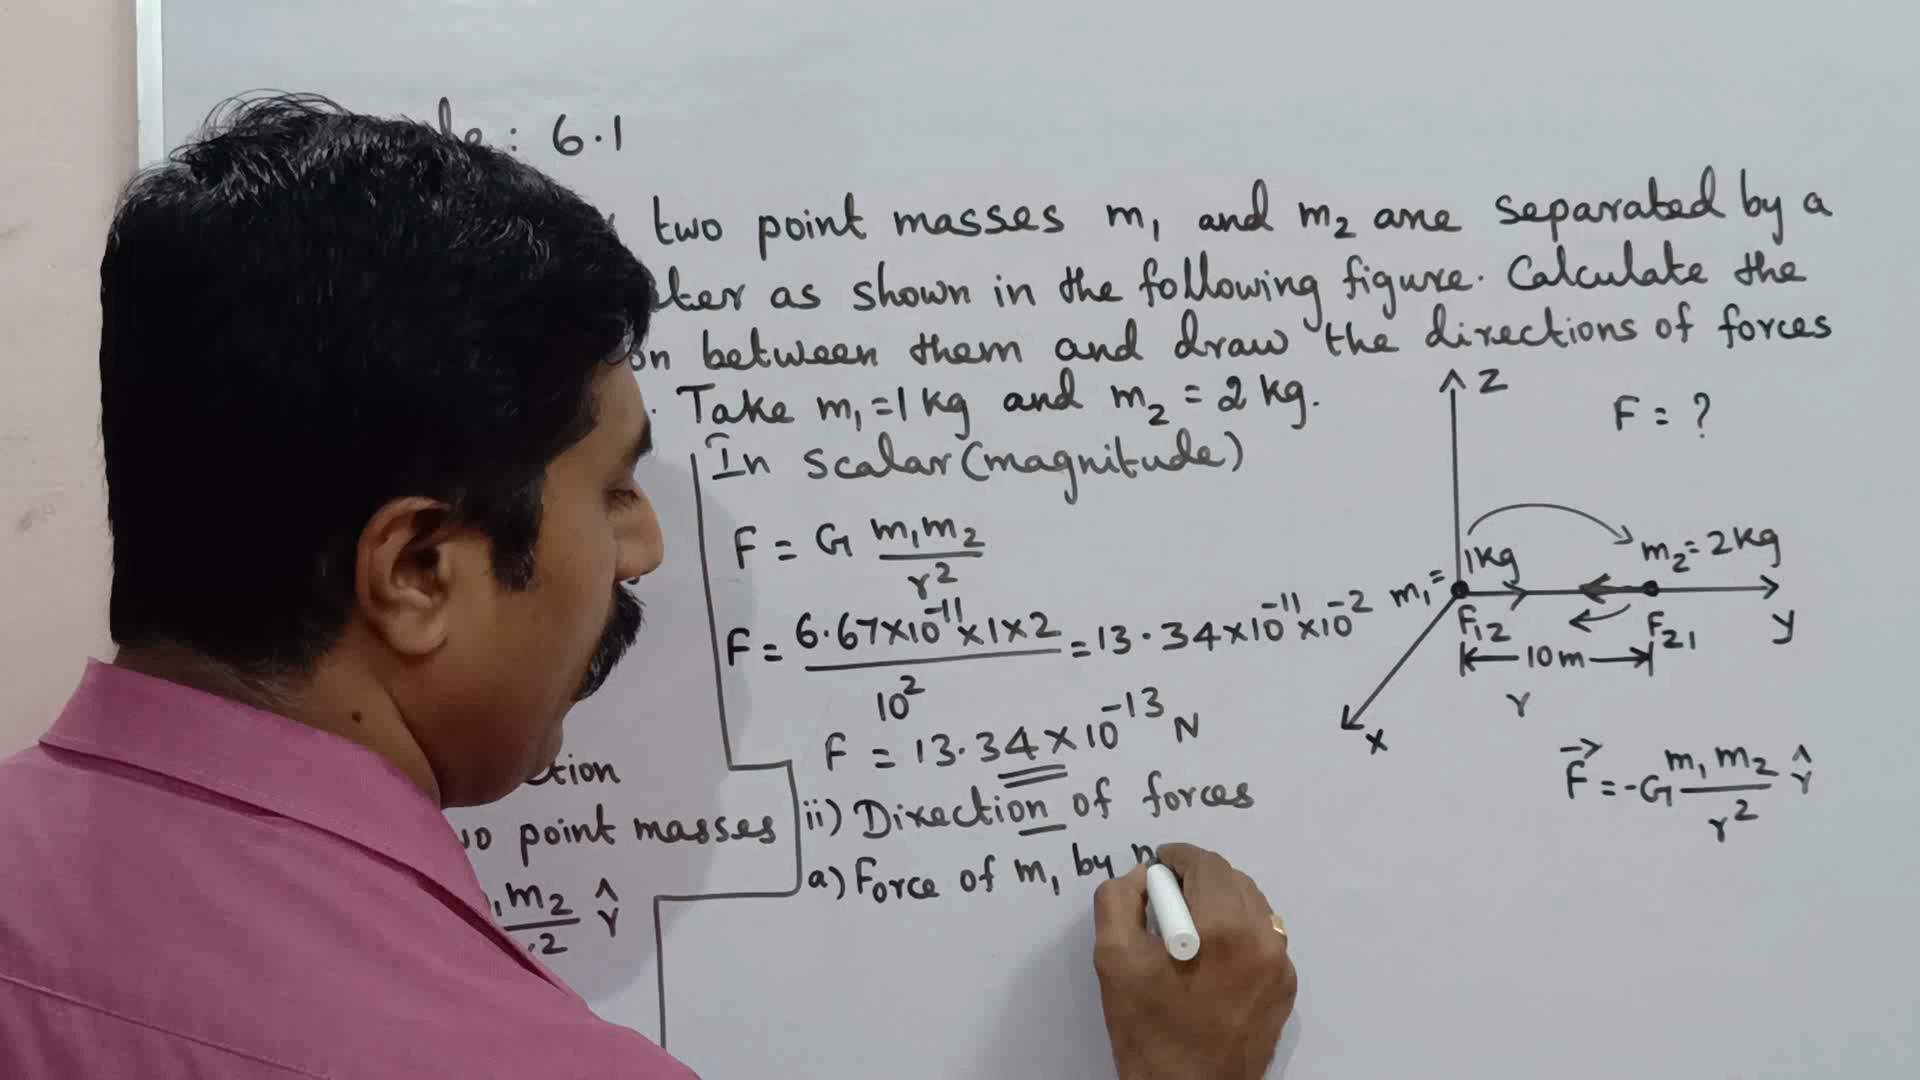 : 6.1
two point masses m₁ and m₂ are separated by a
as shown in the following figure. Calculate the
between them and draw the directions of forces
. Take m₁ = 1 kg and m₂ = 2 kg.
In scalar (magnitude)
F = G m₁m₂ / r²
F = 6.67×10⁻¹¹×1×2 / 10² = 13.34×10⁻¹¹×10⁻²
F = 13.34×10⁻¹³ N
ii) Direction of forces
a) Force of m₁ by
point masses
m₂ / ² r̂
Z
F = ?
m₁ = 1kg
m₂ = 2kg
F₁₂
F₂₁
y
10m
r
x
F⃗ = -G m₁ m₂ / r² r̂